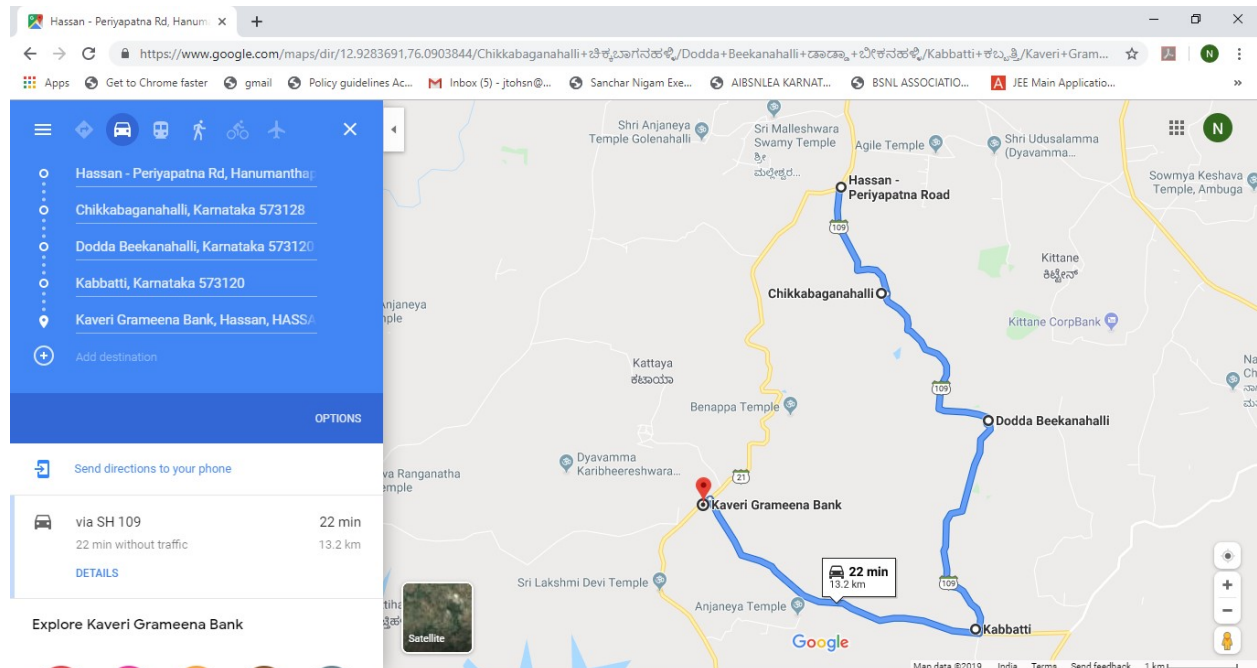 Hassan - Periyapatna Rd, Hanum
https://www.google.com/maps/dir/12.9283691,76.0903844/Chikkabaganahalli+ಚಿಕ್ಕಬಾಗನಹಳ್ಳಿ/Dodda+Beekanahalli+ಡಾಡ್ಡಾ+ಬೀಕನಹಳ್ಳಿ/Kabbatti+ಕಬ್ಬತ್ತಿ/Kaveri+Gram...
N
Apps Get to Chrome faster gmail Policy guidelines Ac... Inbox (5) - jtohsn@... Sanchar Nigam Exe... AIBSNLEA KARNAT... BSNL ASSOCIATIO... JEE Main Applicatio... »
Hassan - Periyapatna Rd, Hanumanthap
Chikkabaganahalli, Karnataka 573128
Dodda Beekanahalli, Karnataka 573120
Kabbatti, Karnataka 573120
Kaveri Grameena Bank, Hassan, HASSA
Add destination
OPTIONS
Send directions to your phone
via SH 109 22 min
22 min without traffic 13.2 km
DETAILS
Explore Kaveri Grameena Bank
Shri Anjaneya
Temple Golenahalli
Sri Malleshwara
Swamy Temple
ಶ್ರೀ
ಮಲ್ಲೇಶ್ವರ...
Agile Temple
Shri Udusalamma
(Dyavamma...
N
Sowmya Keshava
Temple, Ambuga
Hassan -
Periyapatna Road
109
Kittane
ಕಿಟ್ಟೇನ್
Chikkabaganahalli
Kittane CorpBank
njaneya
ple
Kattaya
ಕಟಾಯಾ
109
Na
Ch
Benappa Temple
Dodda Beekanahalli
Dyavamma
Karibheereshwara...
va Ranganatha
emple
21
Kaveri Grameena Bank
22 min
13.2 km
109
Sri Lakshmi Devi Temple
Anjaneya Temple
Kabbatti
Satellite
Google
Map data ©2019 India Terms Send feedback 1 km